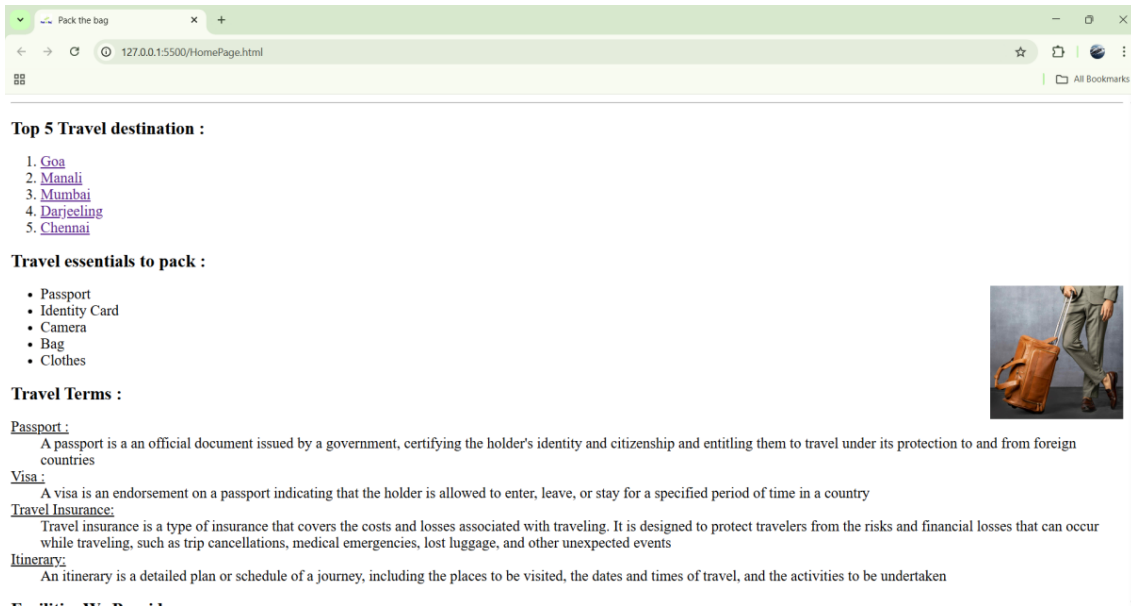 Pack the bag
127.0.0.1:5500/HomePage.html
All Bookmarks
Top 5 Travel destination :
1. Goa
2. Manali
3. Mumbai
4. Darjeeling
5. Chennai
Travel essentials to pack :
• Passport
• Identity Card
• Camera
• Bag
• Clothes
Travel Terms :
Passport :
A passport is a an official document issued by a government, certifying the holder's identity and citizenship and entitling them to travel under its protection to and from foreign
countries
Visa :
A visa is an endorsement on a passport indicating that the holder is allowed to enter, leave, or stay for a specified period of time in a country
Travel Insurance:
Travel insurance is a type of insurance that covers the costs and losses associated with traveling. It is designed to protect travelers from the risks and financial losses that can occur
while traveling, such as trip cancellations, medical emergencies, lost luggage, and other unexpected events
Itinerary:
An itinerary is a detailed plan or schedule of a journey, including the places to be visited, the dates and times of travel, and the activities to be undertaken